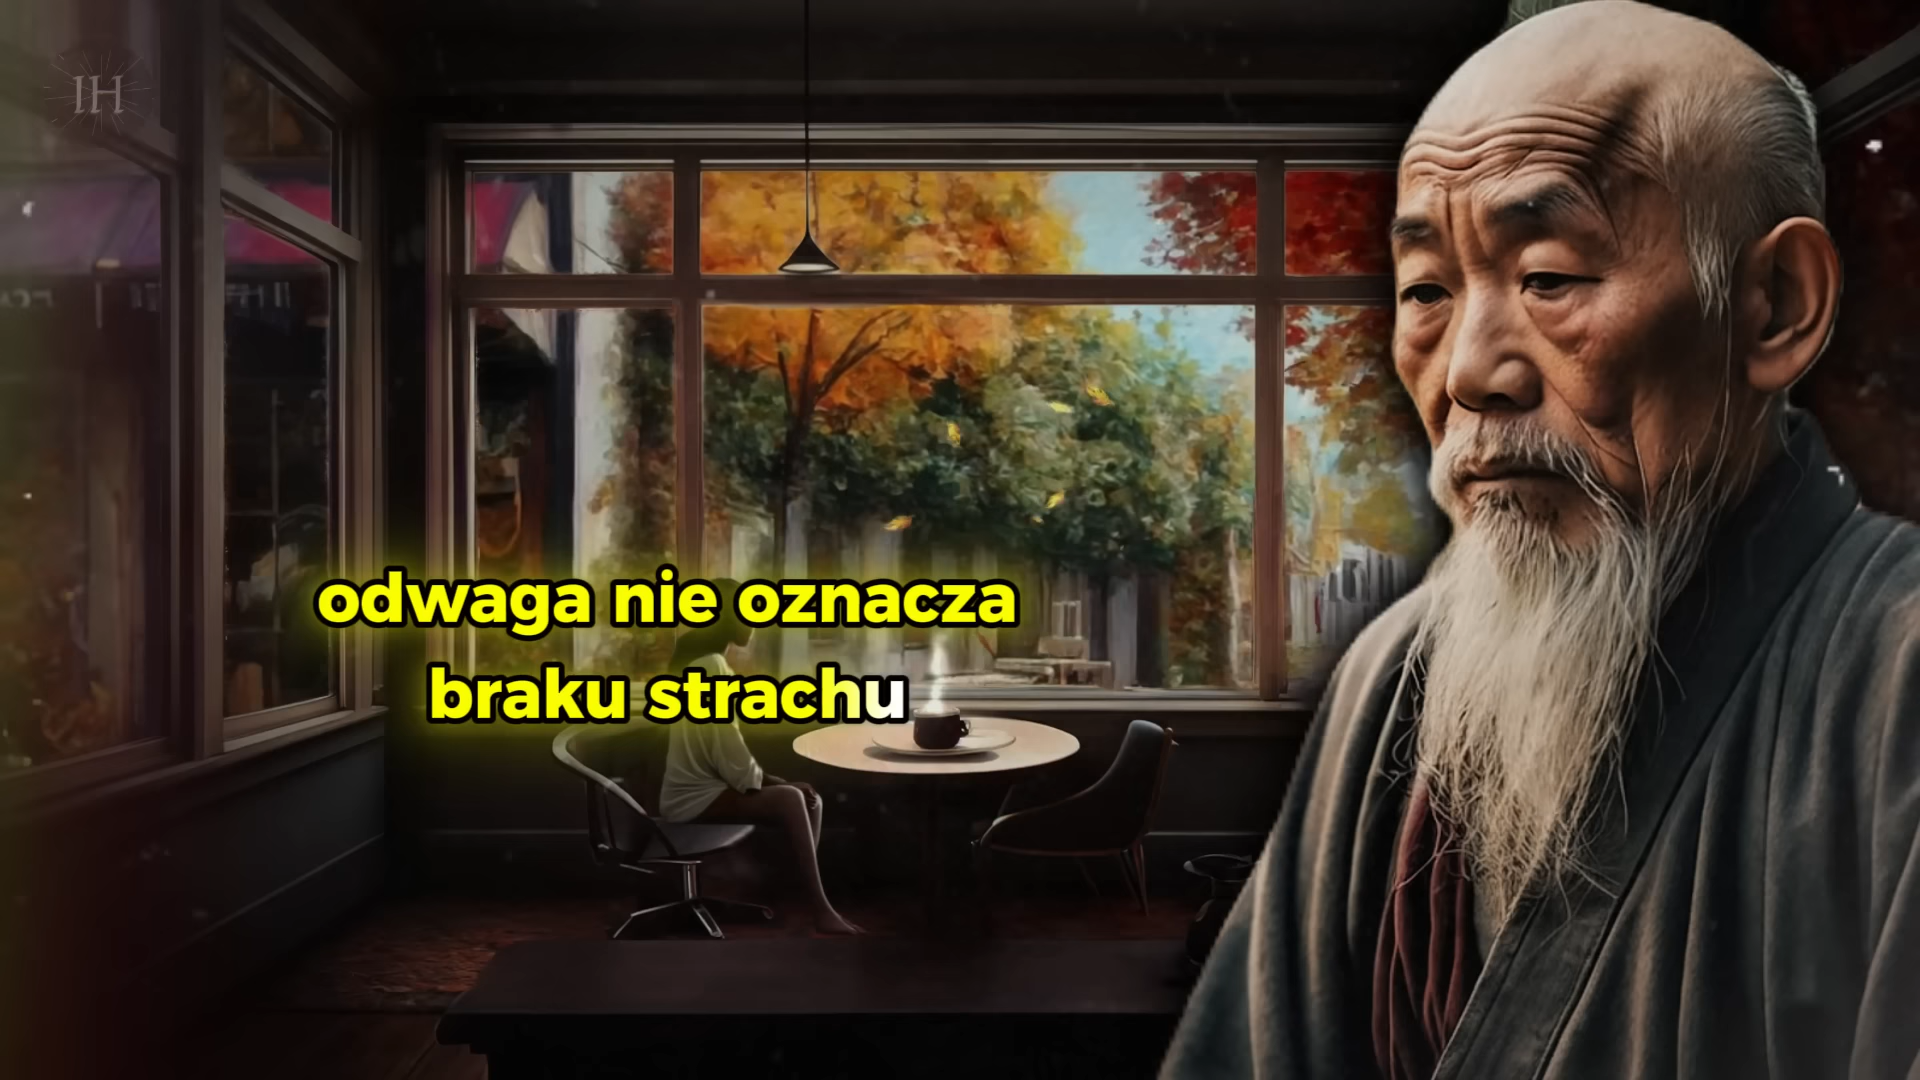 IH
odwaga nie oznacza
braku strachu